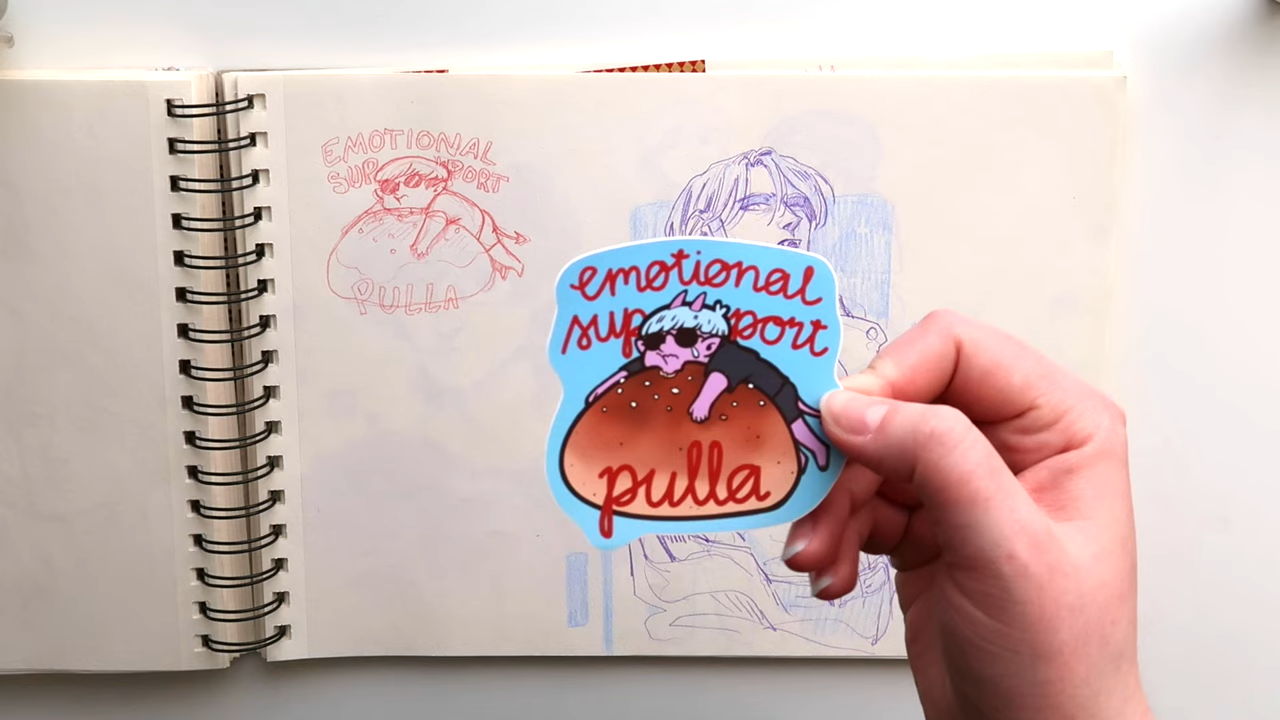 EMOTIONAL
SUPPORT
PULLA
emotional
support
pulla